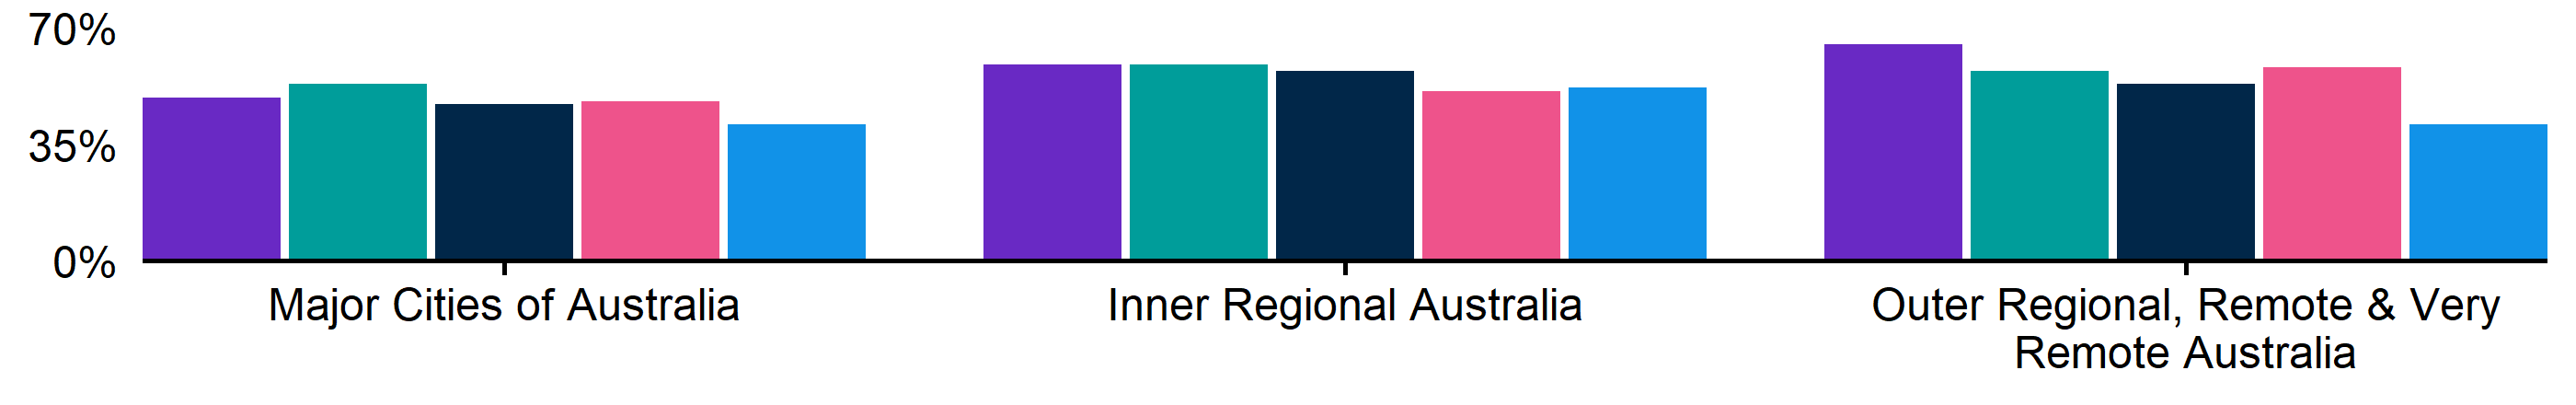 70%
35%
0%
Major Cities of Australia
Inner Regional Australia
Outer Regional, Remote & Very
Remote Australia